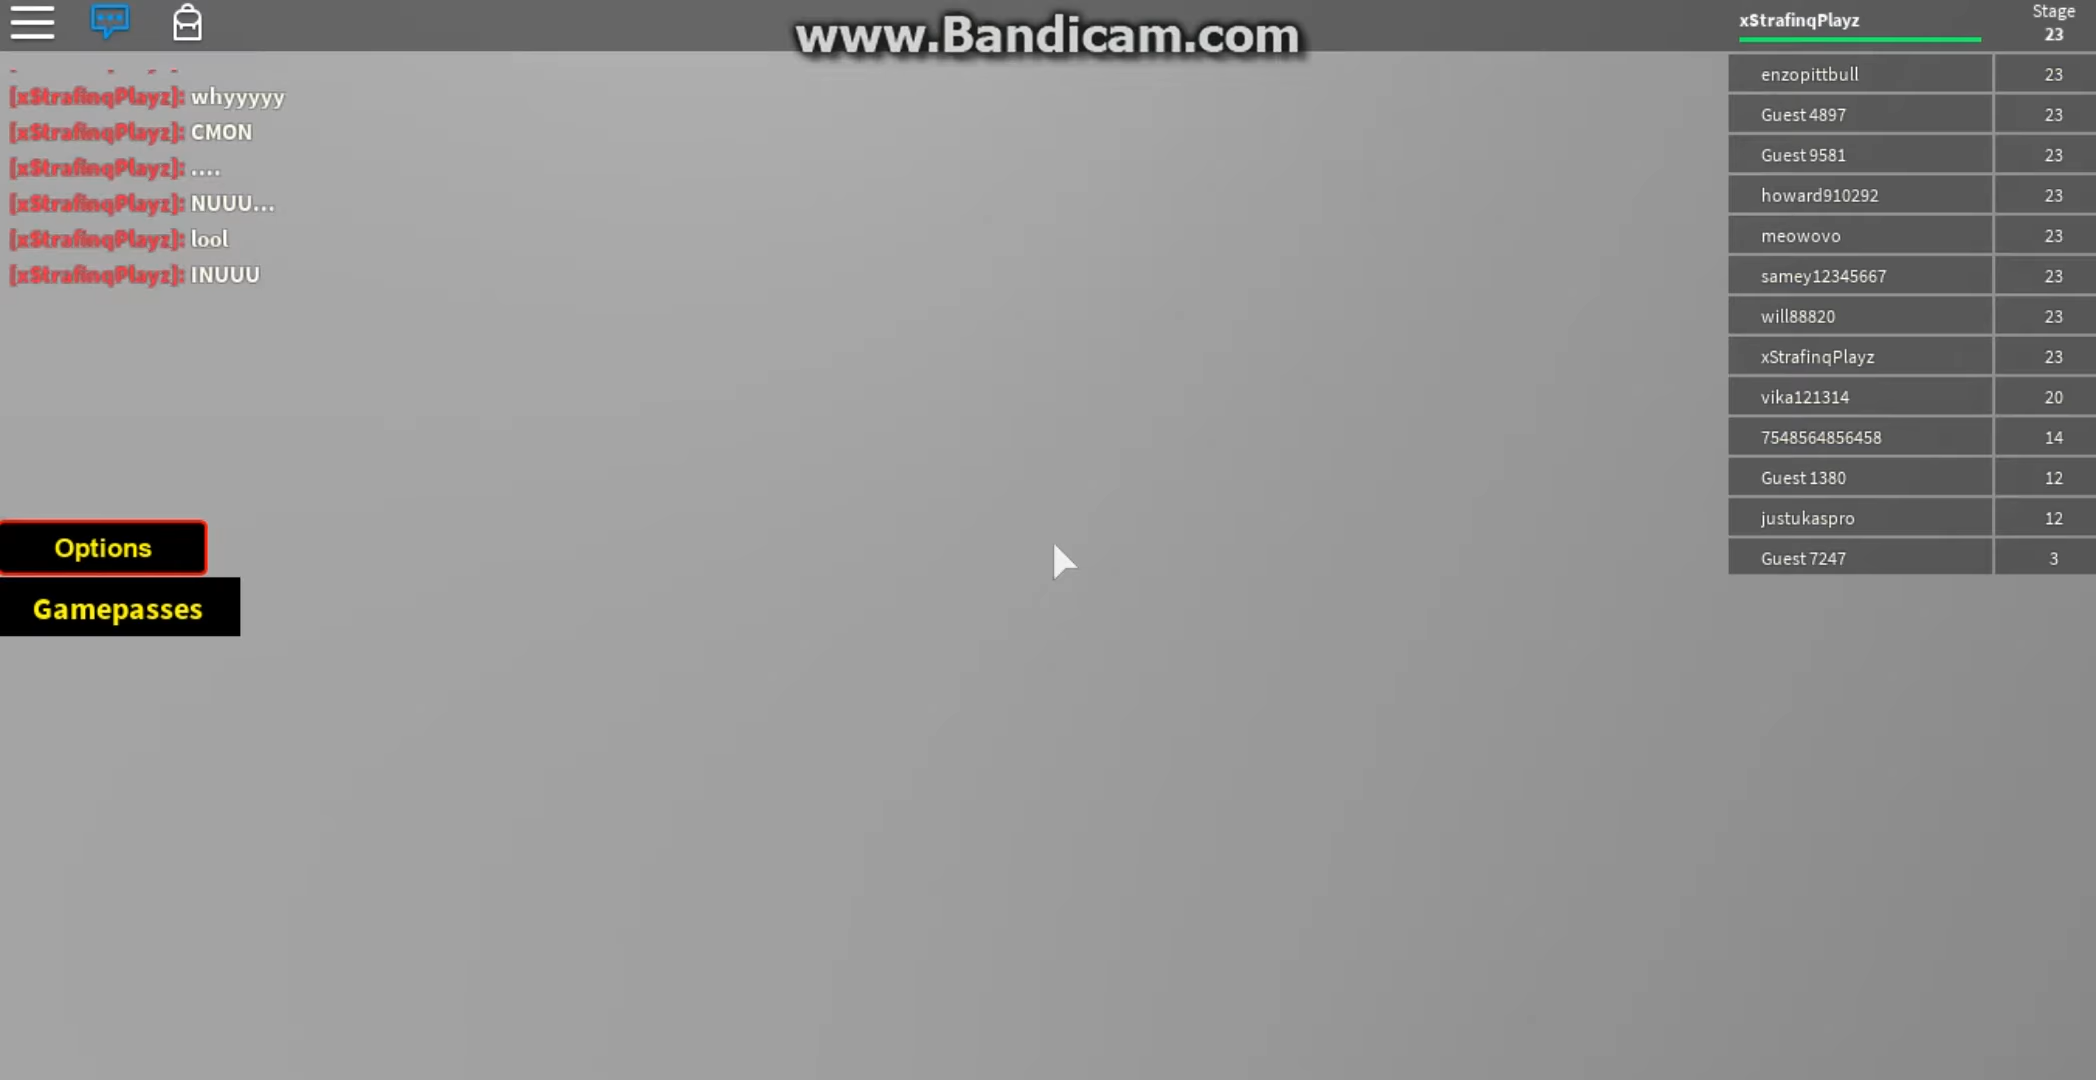 www.Bandicam.com
xStrafinqPlayz
Stage
23
[xStrafinqPlayz]: whyyyyy
[xStrafinqPlayz]: CMON
[xStrafinqPlayz]: ....
[xStrafinqPlayz]: NUUU...
[xStrafinqPlayz]: lool
[xStrafinqPlayz]: INUUU
enzopittbull 23
Guest 4897 23
Guest 9581 23
howard910292 23
meowovo 23
samey12345667 23
will88820 23
xStrafinqPlayz 23
vika121314 20
7548564856458 14
Guest 1380 12
justukaspro 12
Guest 7247 3
Options
Gamepasses